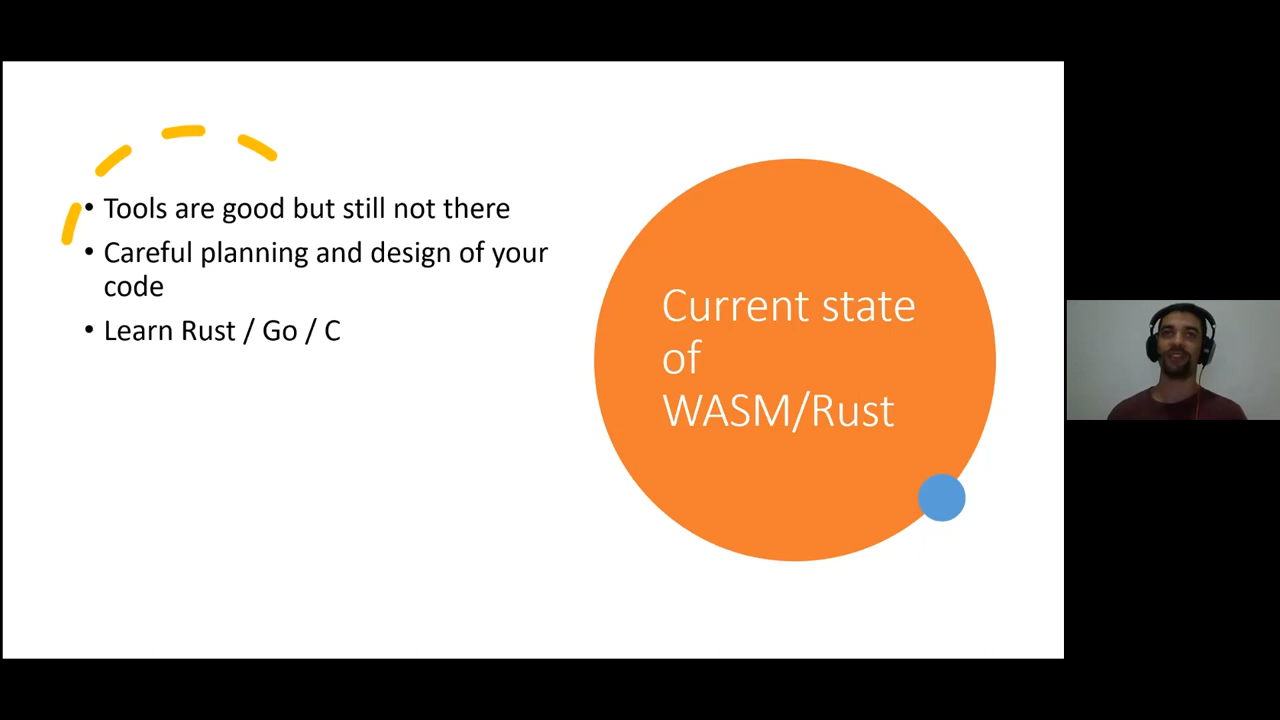 • Tools are good but still not there
• Careful planning and design of your
code
• Learn Rust / Go / C
Current state
of
WASM/Rust